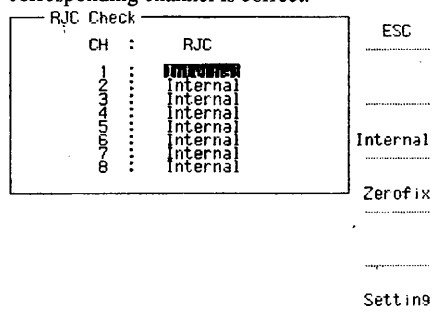 corresponding channel is correct.
RJC Check
CH : RJC
1 : Internal
2 : Internal
3 : Internal
4 : Internal
5 : Internal
6 : Internal
7 : Internal
8 : Internal
ESC
Internal
Zerofix
Setting